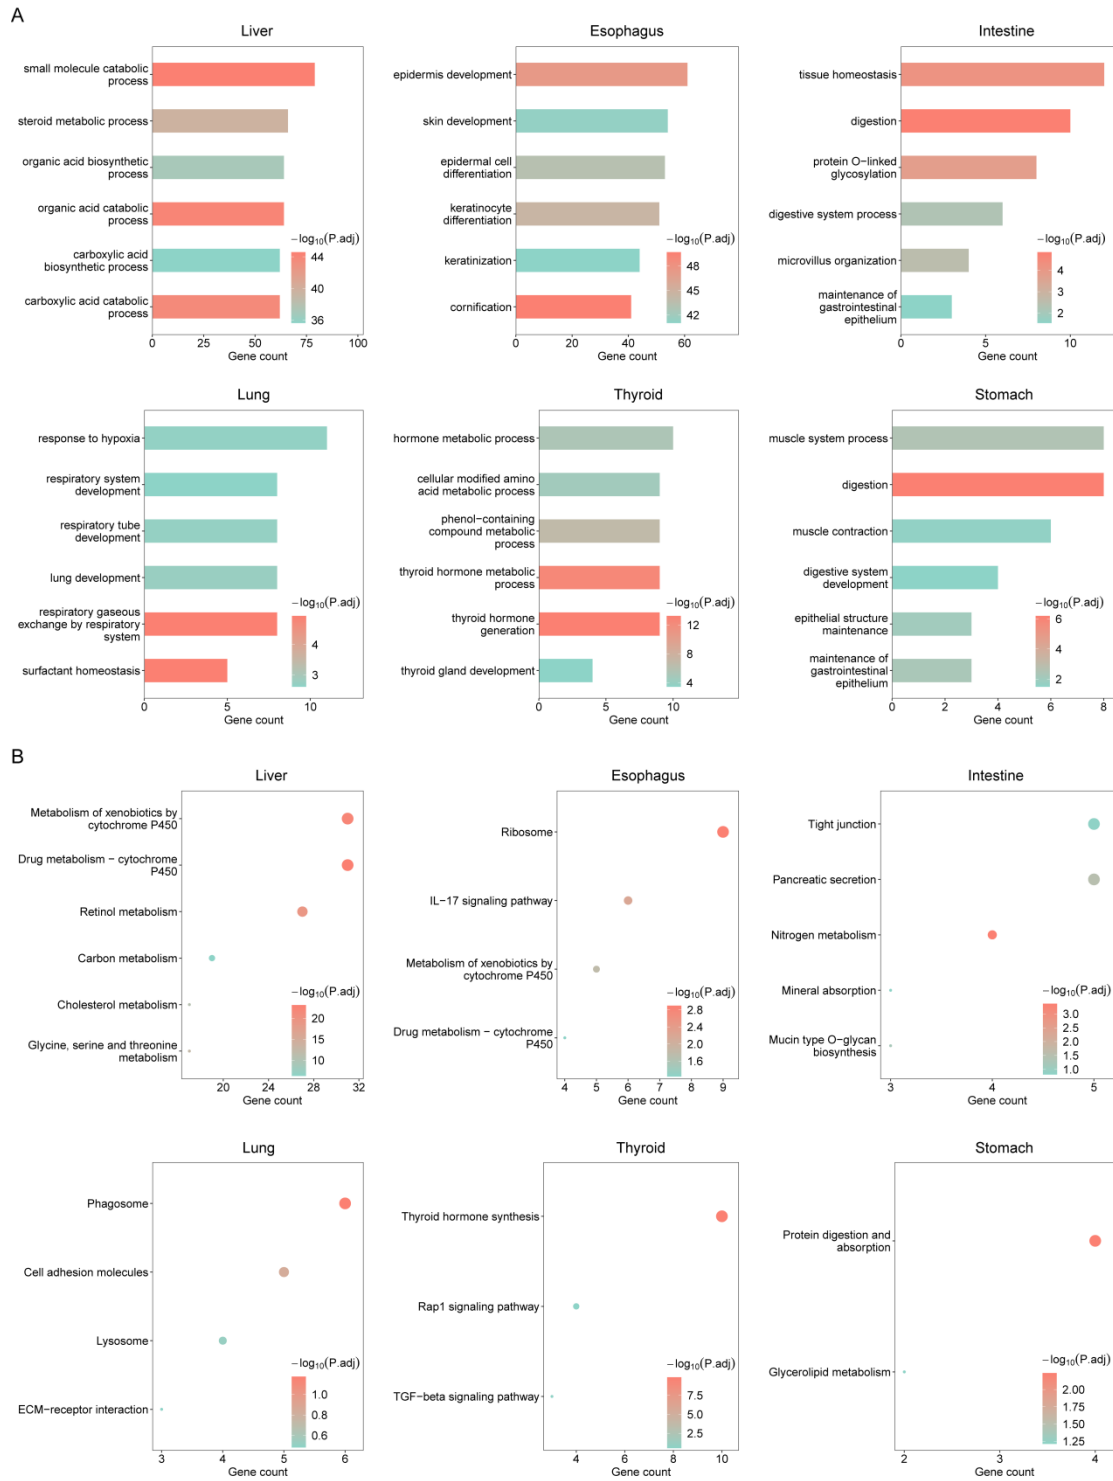 A
Liver
small molecule catabolic
process
steroid metabolic process
organic acid biosynthetic
process
organic acid catabolic
process
carboxylic acid
biosynthetic process
carboxylic acid catabolic
process
−log10(P.adj)
44
40
36
0 25 50 75 100
Gene count
Esophagus
epidermis development
skin development
epidermal cell
differentiation
keratinocyte
differentiation
keratinization
cornification
−log10(P.adj)
48
45
42
0 20 40 60
Gene count
Intestine
tissue homeostasis
digestion
protein O−linked
glycosylation
digestive system process
microvillus organization
maintenance of
gastrointestinal
epithelium
−log10(P.adj)
4
3
2
0 5 10
Gene count
Lung
response to hypoxia
respiratory system
development
respiratory tube
development
lung development
respiratory gaseous
exchange by respiratory
system
surfactant homeostasis
−log10(P.adj)
4
3
0 5 10
Gene count
Thyroid
hormone metabolic process
cellular modified amino
acid metabolic process
phenol−containing
compound metabolic
process
thyroid hormone metabolic
process
thyroid hormone
generation
thyroid gland development
−log10(P.adj)
13
8
4
0 5 10
Gene count
Stomach
muscle system process
digestion
muscle contraction
digestive system
development
epithelial structure
maintenance
maintenance of
gastrointestinal
epithelium
−log10(P.adj)
6
4
2
0 2 4 6 8
Gene count
B
Liver
Metabolism of xenobiotics by
cytochrome P450
Drug metabolism − cytochrome
P450
Retinol metabolism
Carbon metabolism
Cholesterol metabolism
Glycine, serine and threonine
metabolism
−log10(P.adj)
20
15
10
20 24 28 32
Gene count
Esophagus
Ribosome
IL−17 signaling pathway
Metabolism of xenobiotics by
cytochrome P450
Drug metabolism − cytochrome
P450
−log10(P.adj)
2.8
2.4
2.0
1.6
4 5 6 7 8 9
Gene count
Intestine
Tight junction
Pancreatic secretion
Nitrogen metabolism
Mineral absorption
Mucin type O−glycan
biosynthesis
−log10(P.adj)
3.0
2.5
2.0
1.5
1.0
3 4 5
Gene count
Lung
Phagosome
Cell adhesion molecules
Lysosome
ECM−receptor interaction
−log10(P.adj)
1.0
0.8
0.6
3 4 5 6
Gene count
Thyroid
Thyroid hormone synthesis
Rap1 signaling pathway
TGF−beta signaling pathway
−log10(P.adj)
7.5
5.0
2.5
4 6 8 10
Gene count
Stomach
Protein digestion and
absorption
Glycerolipid metabolism
−log10(P.adj)
2.00
1.75
1.50
1.25
2 3 4
Gene count